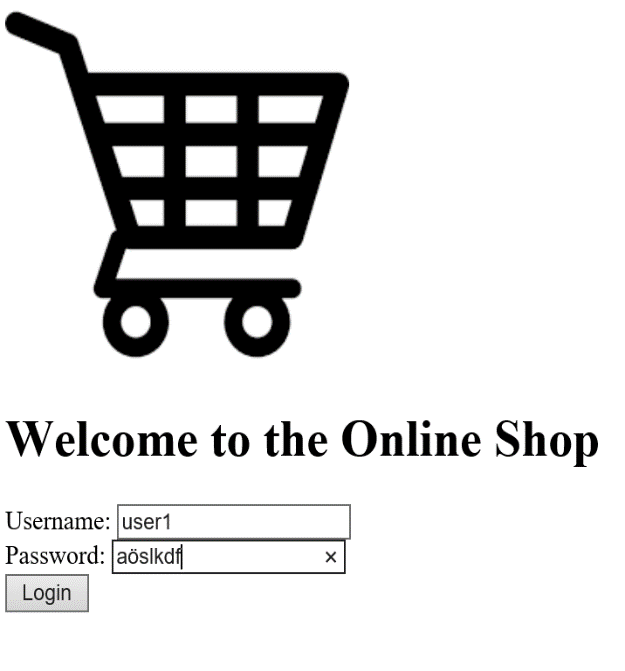 Welcome to the Online Shop
Username: user1
Password: aöslkdf ×
Login